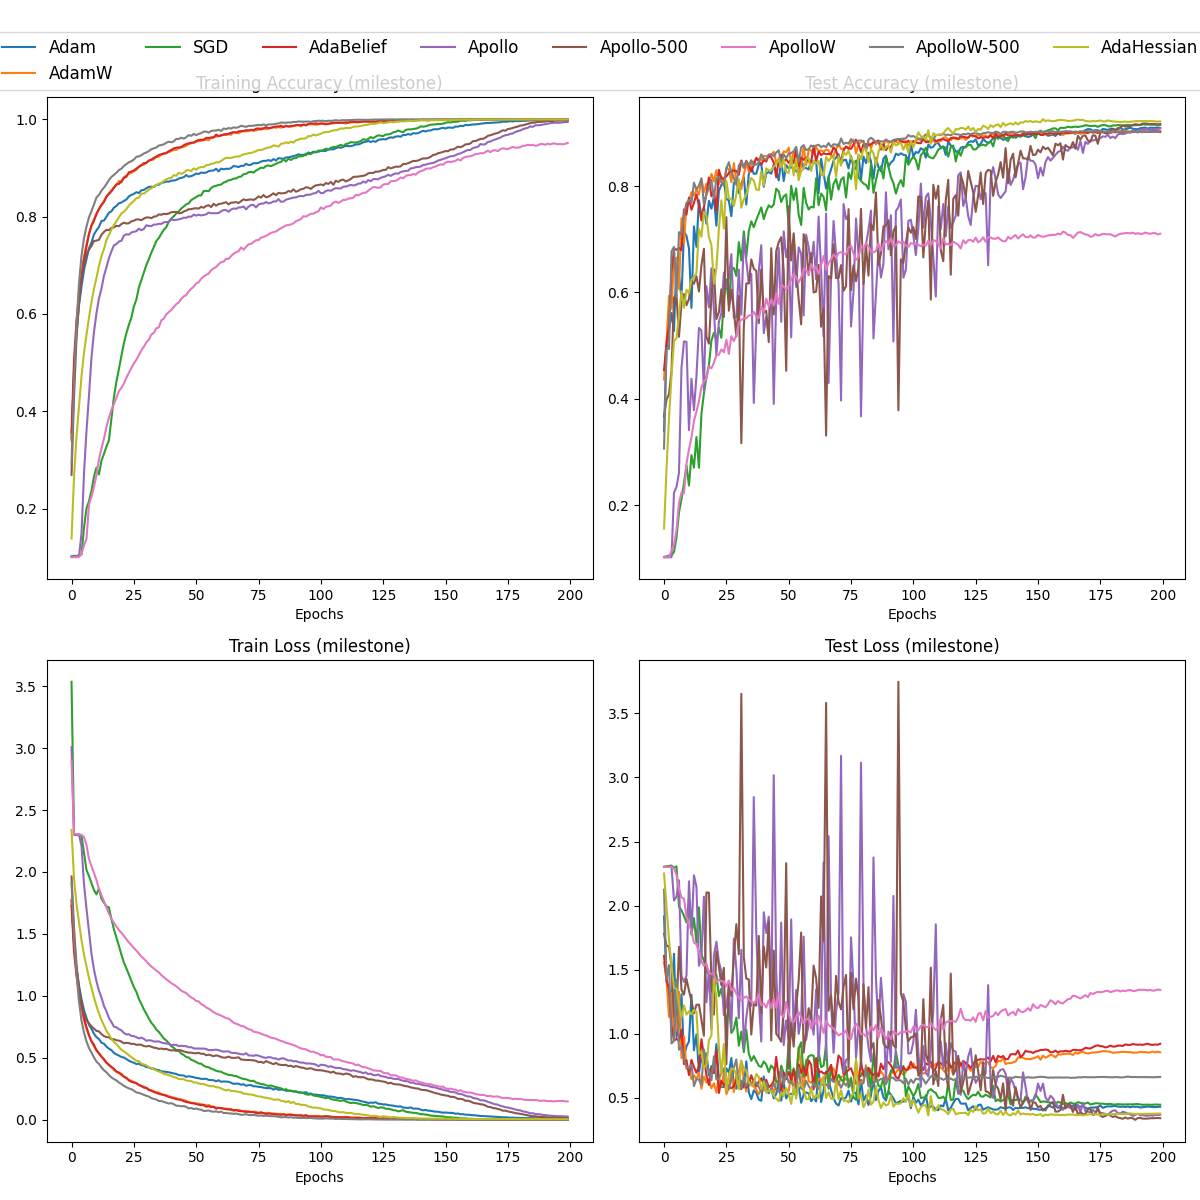 Adam SGD AdaBelief Apollo Apollo-500 ApolloW ApolloW-500 AdaHessian
AdamW
Training Accuracy (milestone) Test Accuracy (milestone)
1.0
0.8
0.6
0.4
0.2
0 25 50 75 100 125 150 175 200
Epochs
0.8
0.6
0.4
0.2
0 25 50 75 100 125 150 175 200
Epochs
Train Loss (milestone)
3.5
3.0
2.5
2.0
1.5
1.0
0.5
0.0
0 25 50 75 100 125 150 175 200
Epochs
Test Loss (milestone)
3.5
3.0
2.5
2.0
1.5
1.0
0.5
0 25 50 75 100 125 150 175 200
Epochs